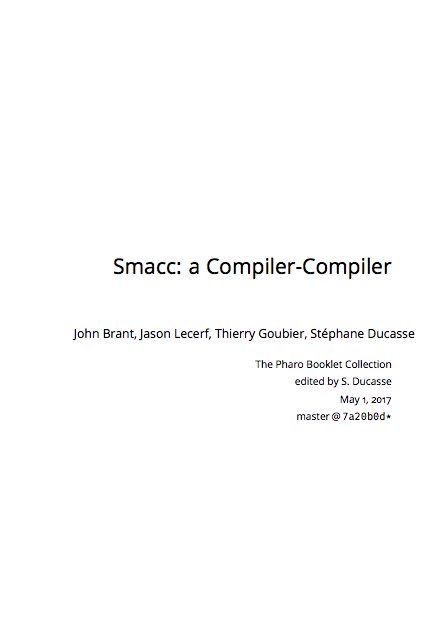 Smacc: a Compiler-Compiler
John Brant, Jason Lecerf, Thierry Goubier, Stéphane Ducasse
The Pharo Booklet Collection
edited by S. Ducasse
May 1, 2017
master @ 7a20b0d*